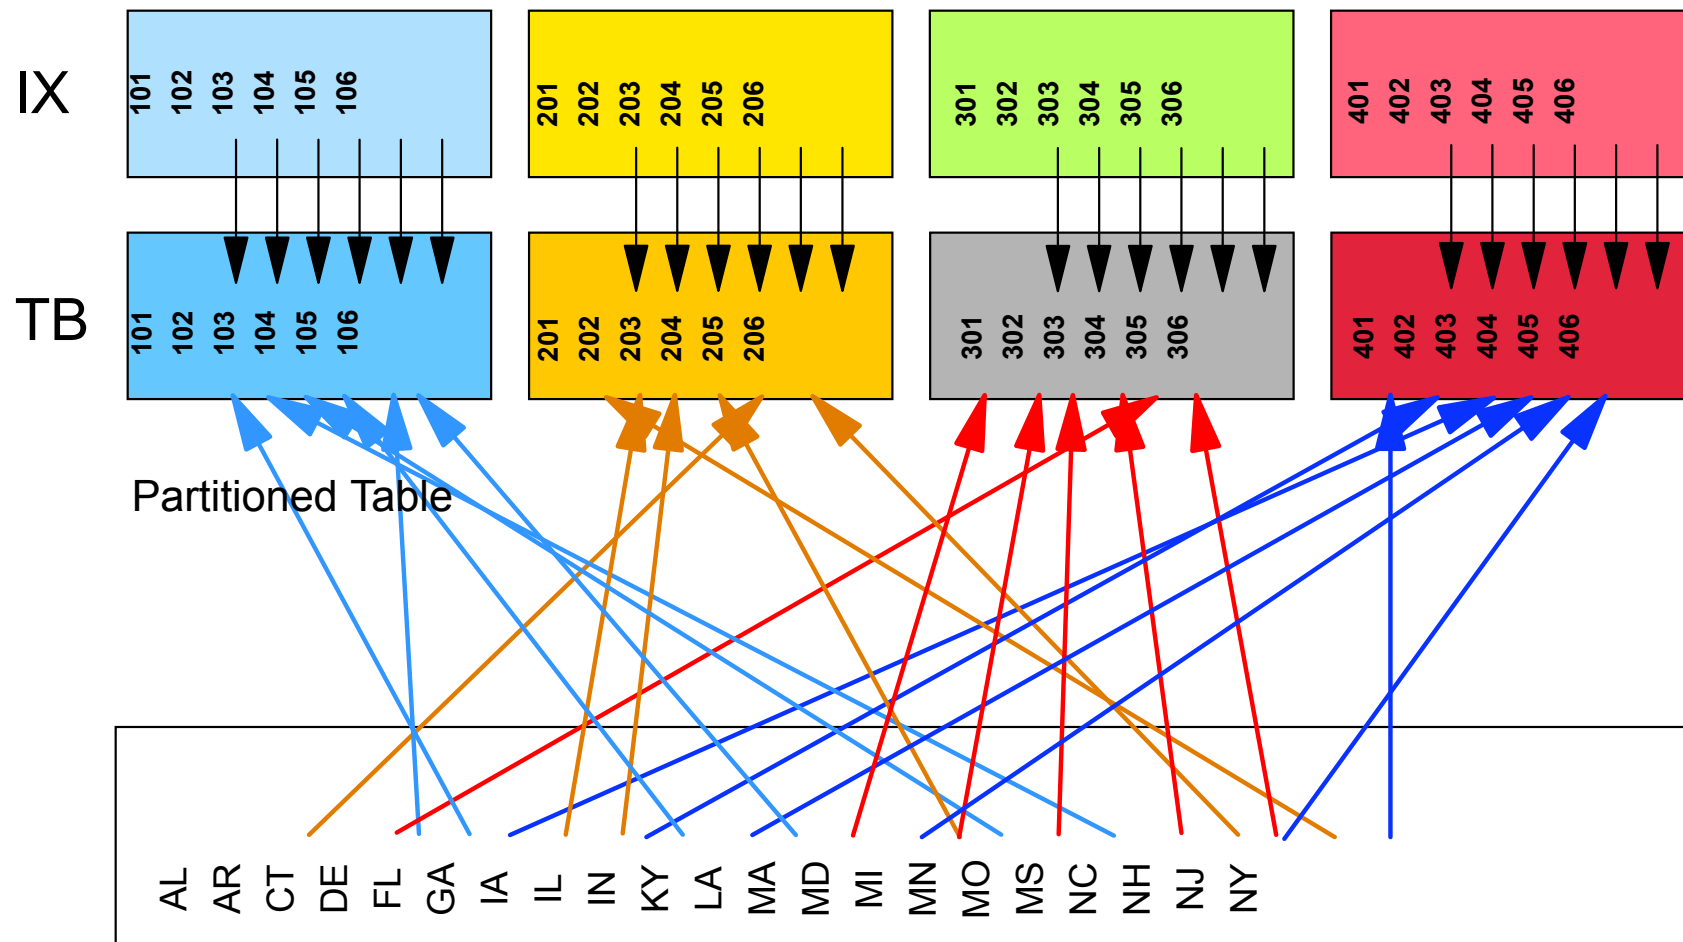 IX
101 102 103 104 105 106
201 202 203 204 205 206
301 302 303 304 305 306
401 402 403 404 405 406
TB
101 102 103 104 105 106
201 202 203 204 205 206
301 302 303 304 305 306
401 402 403 404 405 406
Partitioned Table
AL AR CT DE FL GA IA IL IN KY LA MA MD MI MN MO MS NC NH NJ NY